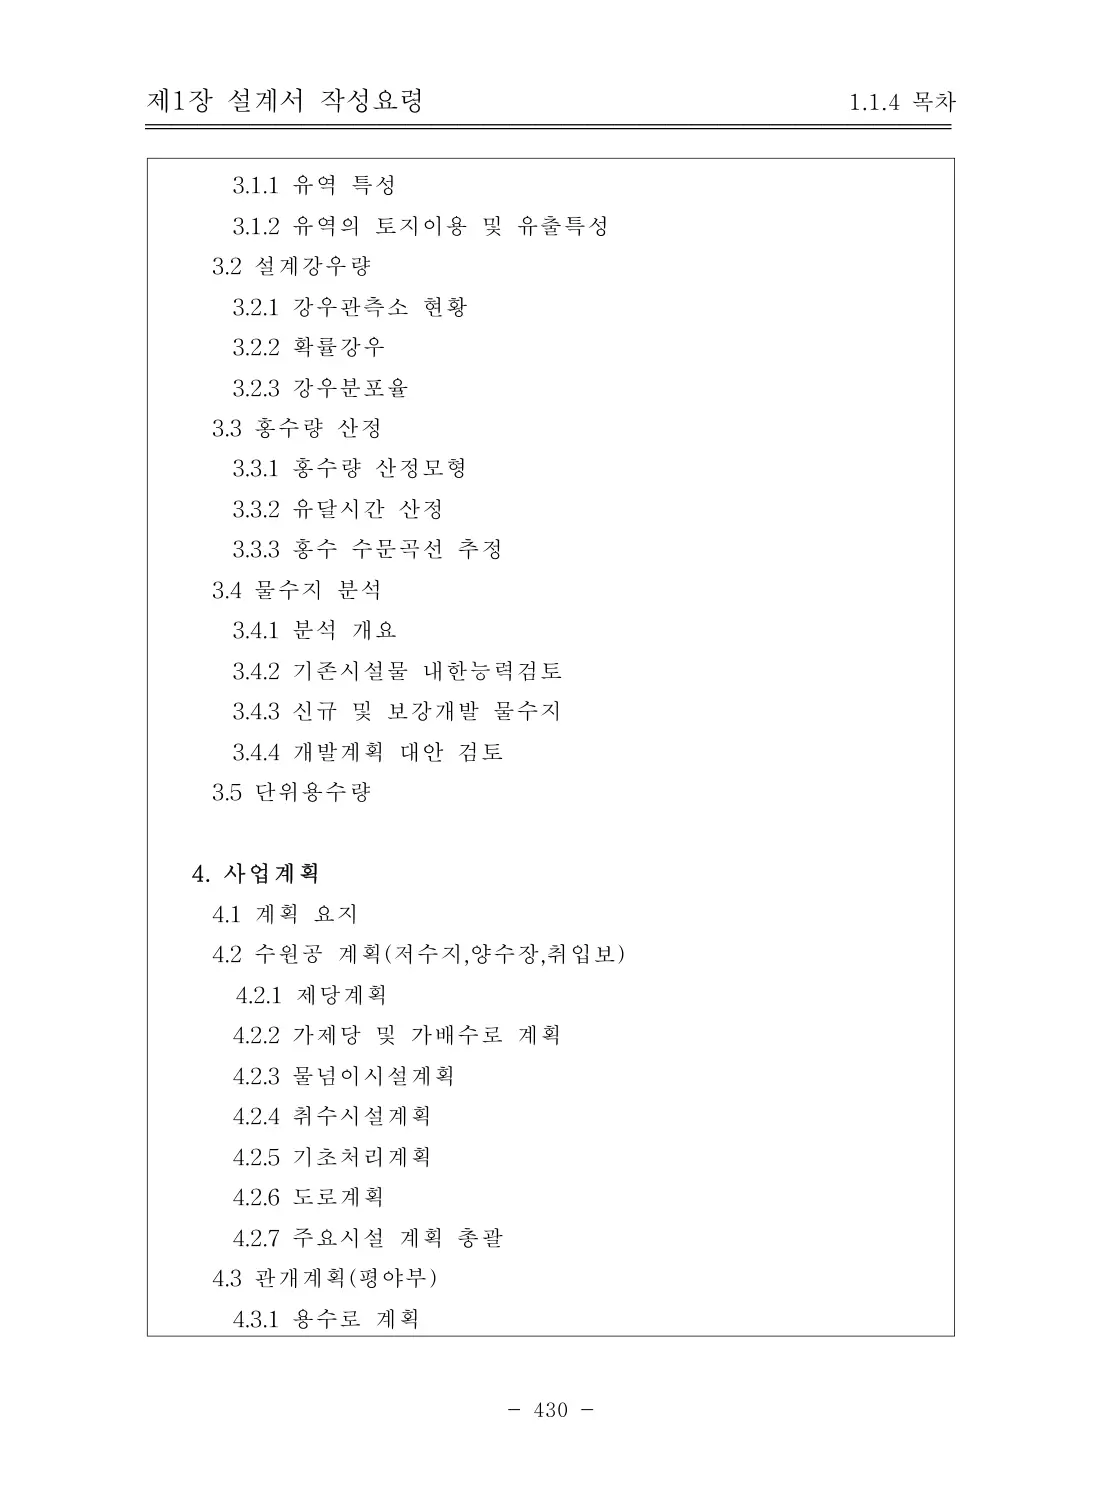 제1장 설계서 작성요령 1.1.4 목차
3.1.1 유역 특성
3.1.2 유역의 토지이용 및 유출특성
3.2 설계강우량
3.2.1 강우관측소 현황
3.2.2 확률강우
3.2.3 강우분포율
3.3 홍수량 산정
3.3.1 홍수량 산정모형
3.3.2 유달시간 산정
3.3.3 홍수 수문곡선 추정
3.4 물수지 분석
3.4.1 분석 개요
3.4.2 기존시설물 내한능력검토
3.4.3 신규 및 보강개발 물수지
3.4.4 개발계획 대안 검토
3.5 단위용수량
4. 사업계획
4.1 계획 요지
4.2 수원공 계획(저수지,양수장,취입보)
4.2.1 제당계획
4.2.2 가제당 및 가배수로 계획
4.2.3 물넘이시설계획
4.2.4 취수시설계획
4.2.5 기초처리계획
4.2.6 도로계획
4.2.7 주요시설 계획 총괄
4.3 관개계획(평야부)
4.3.1 용수로 계획
- 430 -